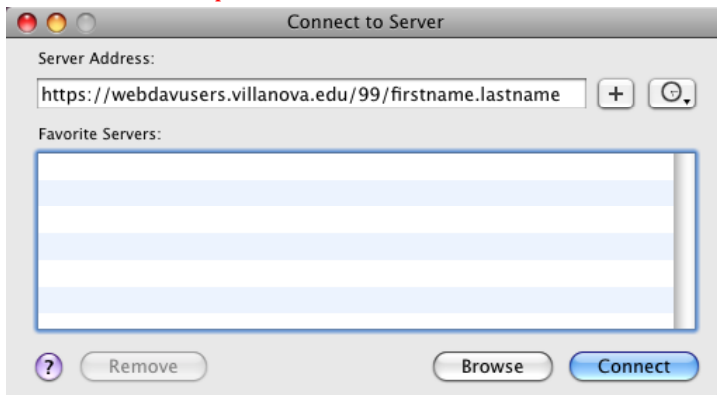 Connect to Server
Server Address:
https://webdavusers.villanova.edu/99/firstname.lastname
+
Favorite Servers:
? Remove Browse Connect